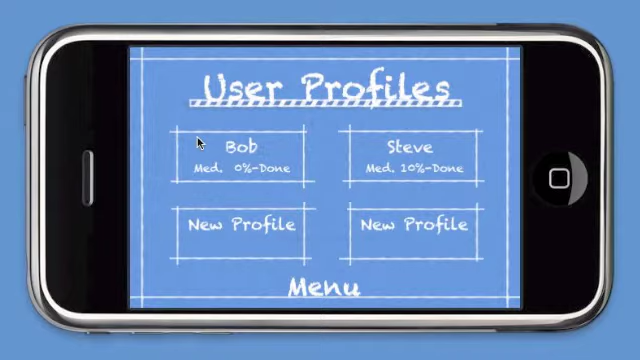 User Profiles
Bob
Med. 0%-Done
Steve
Med. 10%-Done
New Profile
New Profile
Menu